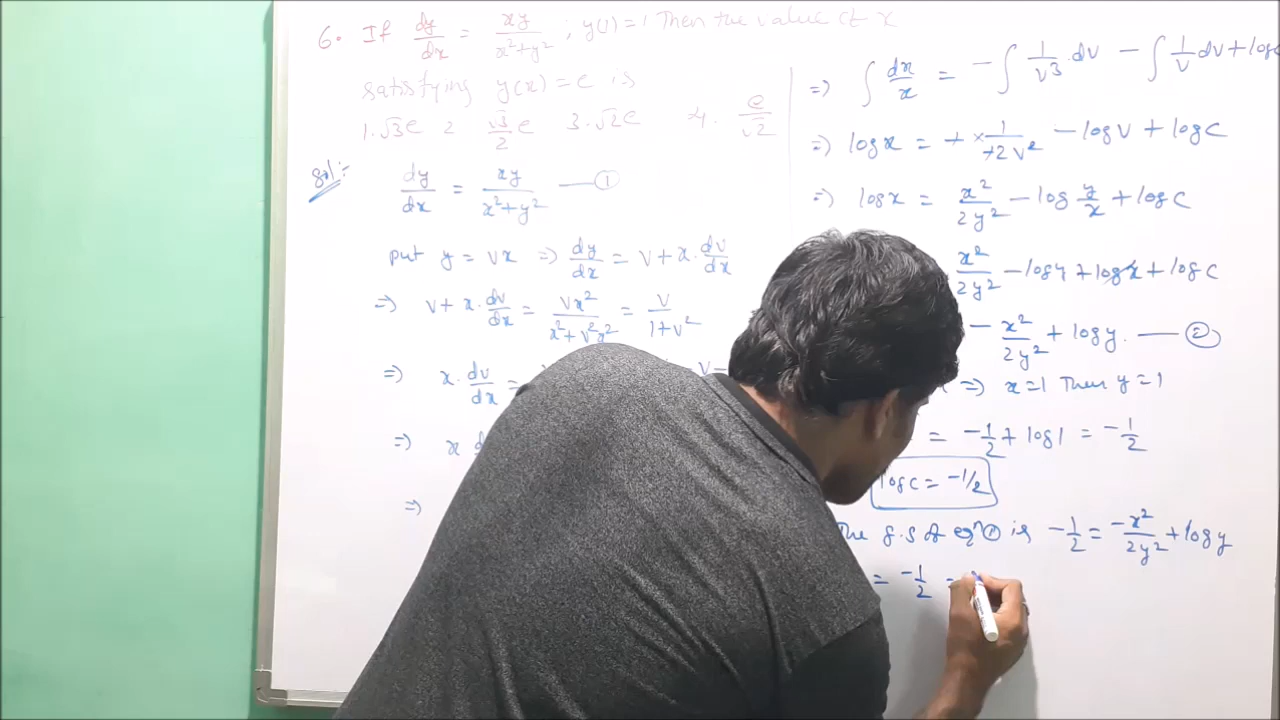 6. If dy/dx = xy/x²+y² ; y(1)=1 Then the value of x
satisfying y(x) = e is
1. √3e 2 √3/2 e 3. √2e 4. e/√2
Sol:-
dy/dx = xy/x²+y² —— ①
put y = vx => dy/dx = v + x. dv/dx
=> v + x. dv/dx = vx²/x²+v²x² = v/1+v²
=> x. dv/dx =
=> x
=>
=> ∫ dx/x = - ∫ 1/v3 . dv - ∫ 1/v dv + log
=> log x = + × 1/+2v² - log v + log c
=> log x = x²/2y² - log y/x + log c
x²/2y² - log y + log x + log c
- x²/2y² + log y. —— ②
=> x=1 Then y=1
= -1/2 + log 1 = -1/2
log c = -1/2
The g.s of eqn ① is -1/2 = -x²/2y² + log y
= -1/2 =